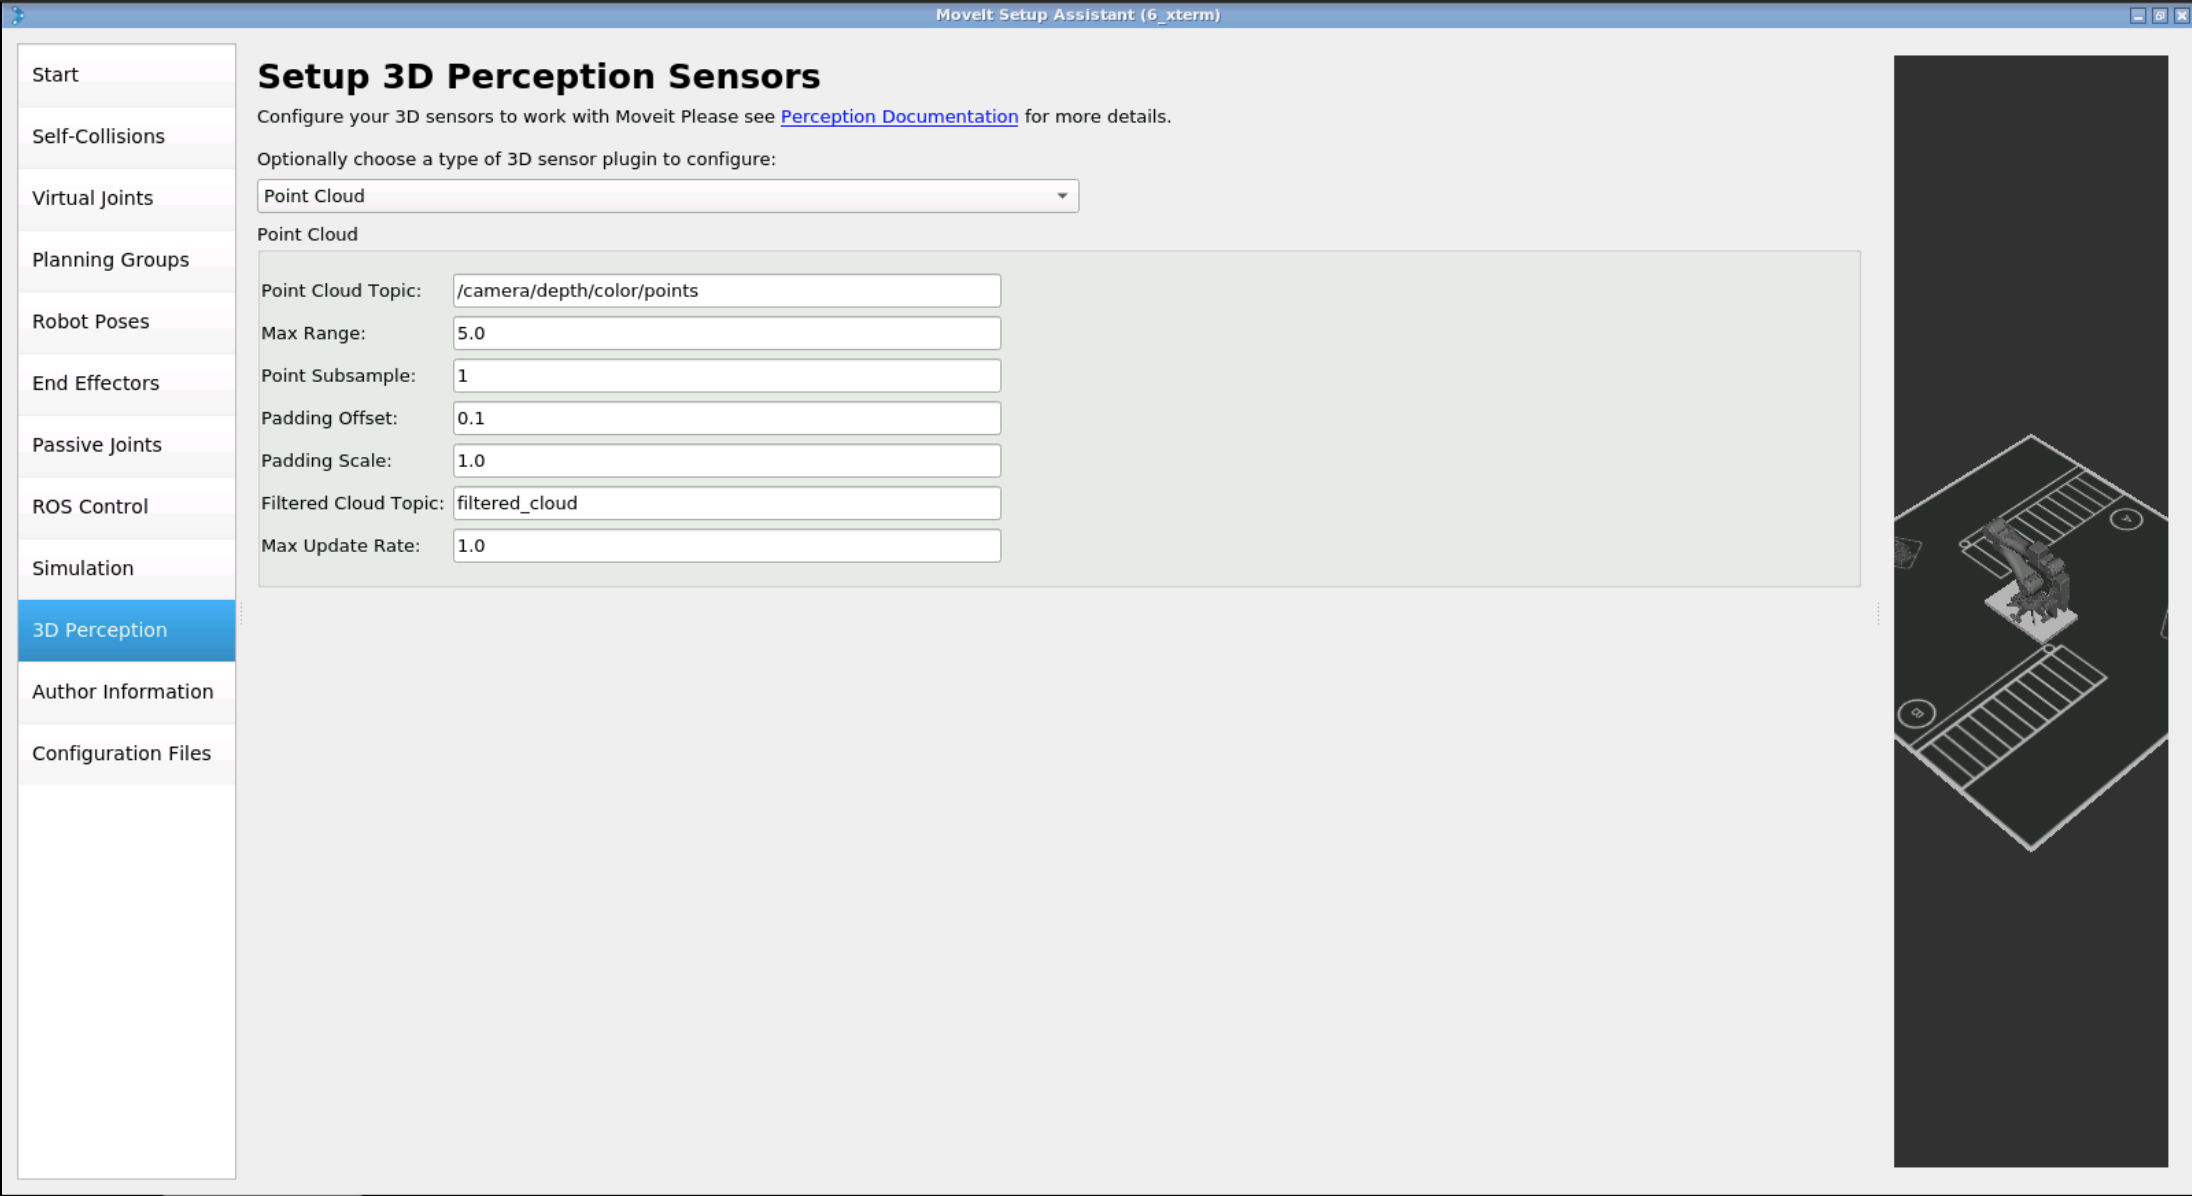 MoveIt Setup Assistant (6_xterm)
Start
Self-Collisions
Virtual Joints
Planning Groups
Robot Poses
End Effectors
Passive Joints
ROS Control
Simulation
3D Perception
Author Information
Configuration Files
Setup 3D Perception Sensors
Configure your 3D sensors to work with Moveit Please see Perception Documentation for more details.
Optionally choose a type of 3D sensor plugin to configure:
Point Cloud
Point Cloud
Point Cloud Topic: /camera/depth/color/points
Max Range: 5.0
Point Subsample: 1
Padding Offset: 0.1
Padding Scale: 1.0
Filtered Cloud Topic: filtered_cloud
Max Update Rate: 1.0
A
B